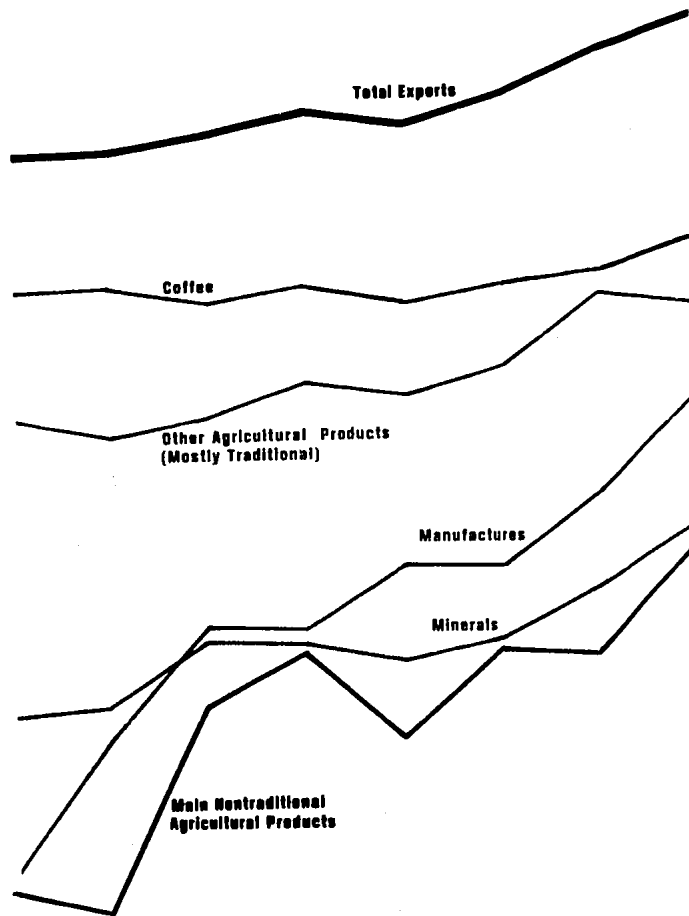 Total Exports
Coffee
Other Agricultural Products
(Mostly Traditional)
Manufactures
Minerals
Main Nontraditional
Agricultural Products